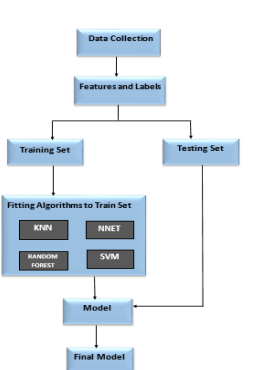 Data Collection
Features and Labels
Training Set
Testing Set
Fitting Algorithms to Train Set
KNN
NNET
RANDOM
FOREST
SVM
Model
Final Model